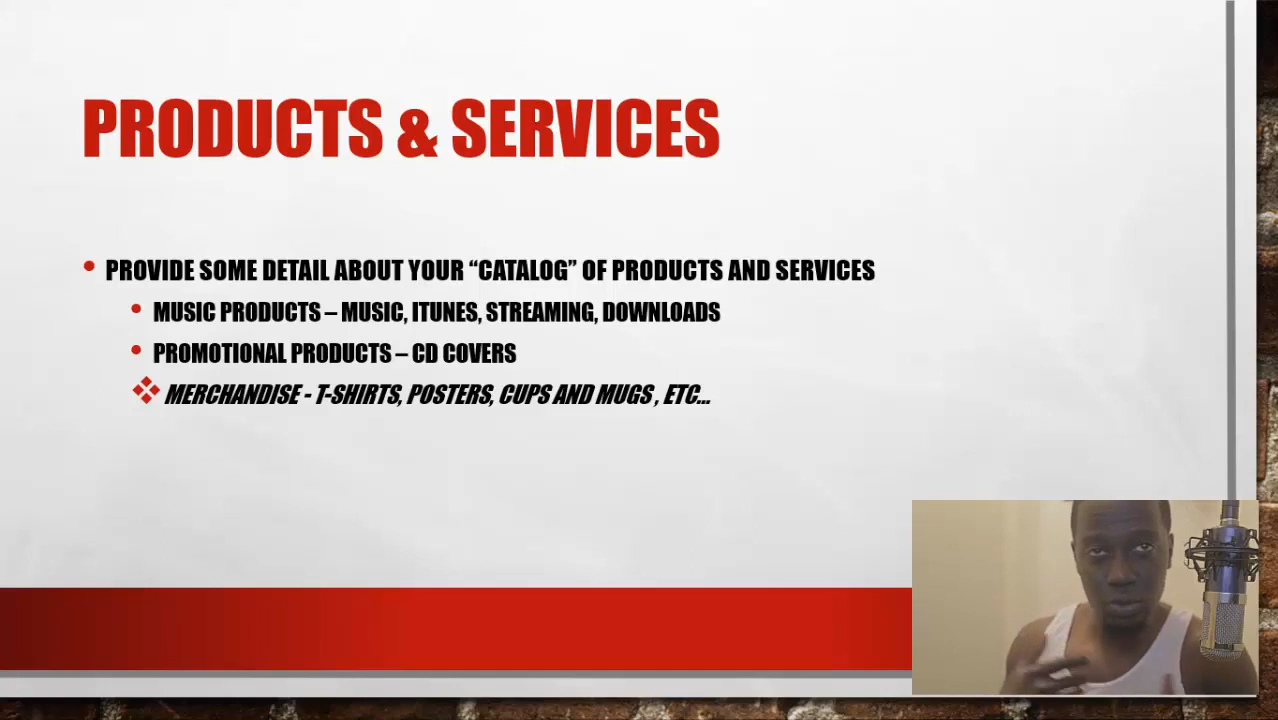 PRODUCTS & SERVICES
• PROVIDE SOME DETAIL ABOUT YOUR “CATALOG” OF PRODUCTS AND SERVICES
• MUSIC PRODUCTS – MUSIC, ITUNES, STREAMING, DOWNLOADS
• PROMOTIONAL PRODUCTS – CD COVERS
❖ MERCHANDISE - T-SHIRTS, POSTERS, CUPS AND MUGS , ETC...